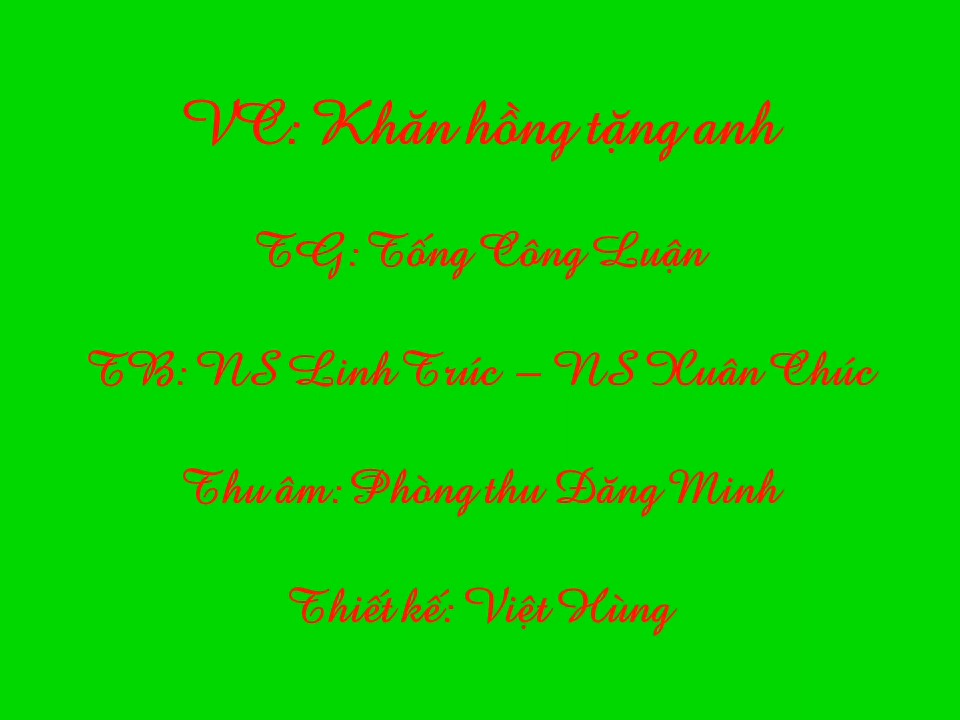 VC: Khăn hồng tặng anh
TG: Tống Công Luận
TB: NS Linh Trúc – NS Xuân Chúc
Thu âm: Phòng thu Đăng Minh
Thiết kế: Việt Hùng